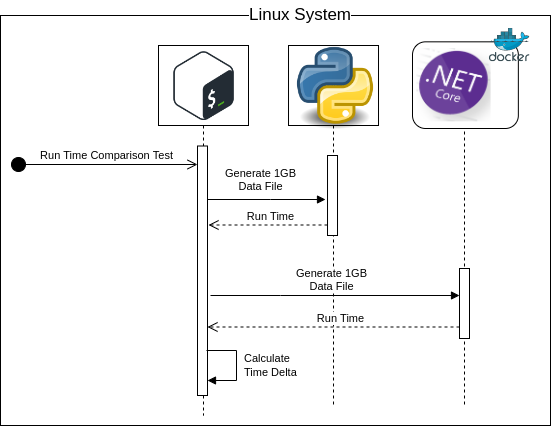 Linux System
docker
$
.NET
Core
Run Time Comparison Test
Generate 1GB
Data File
Run Time
Generate 1GB
Data File
Run Time
Calculate
Time Delta